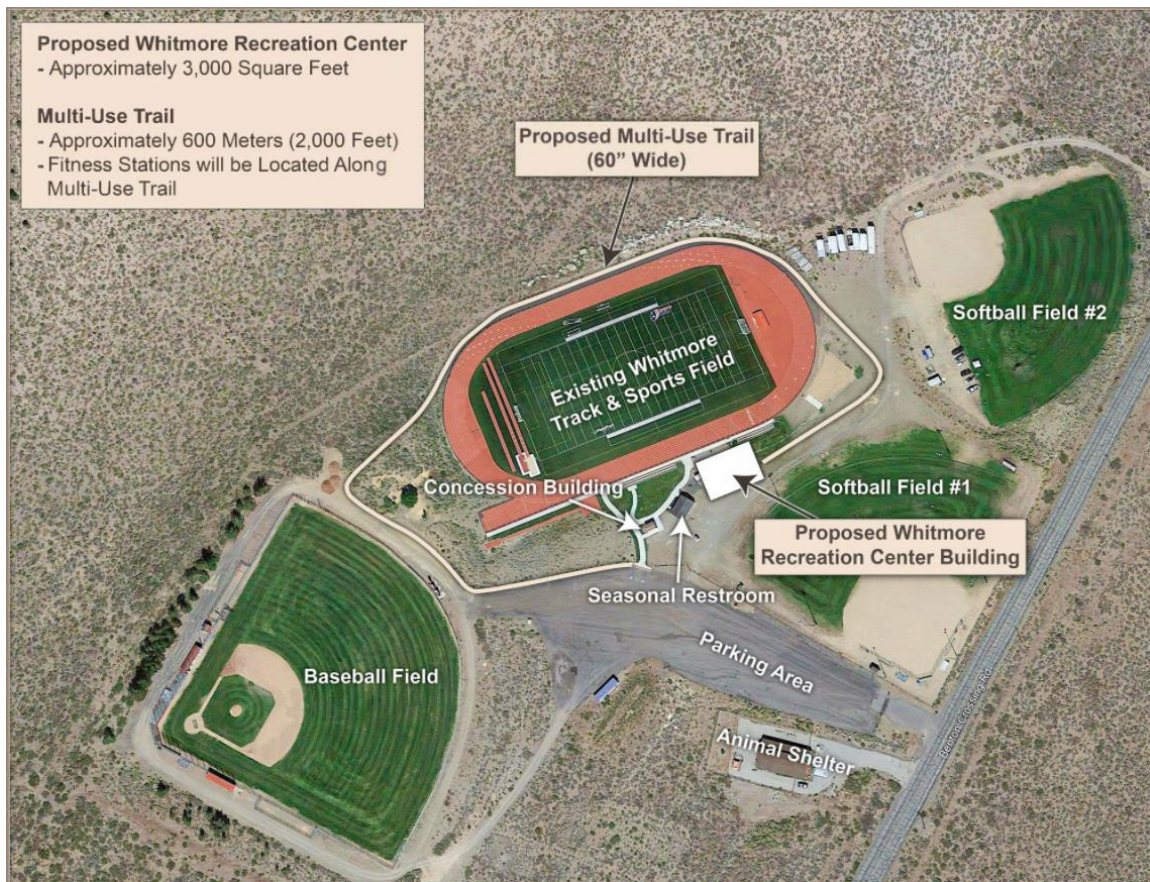 Proposed Whitmore Recreation Center
- Approximately 3,000 Square Feet
Multi-Use Trail
- Approximately 600 Meters (2,000 Feet)
- Fitness Stations will be Located Along
Multi-Use Trail
Proposed Multi-Use Trail
(60” Wide)
Softball Field #2
Existing Whitmore
Track & Sports Field
Concession Building
Softball Field #1
Proposed Whitmore
Recreation Center Building
Seasonal Restroom
Parking Area
Baseball Field
Animal Shelter
Benton Crossing Rd